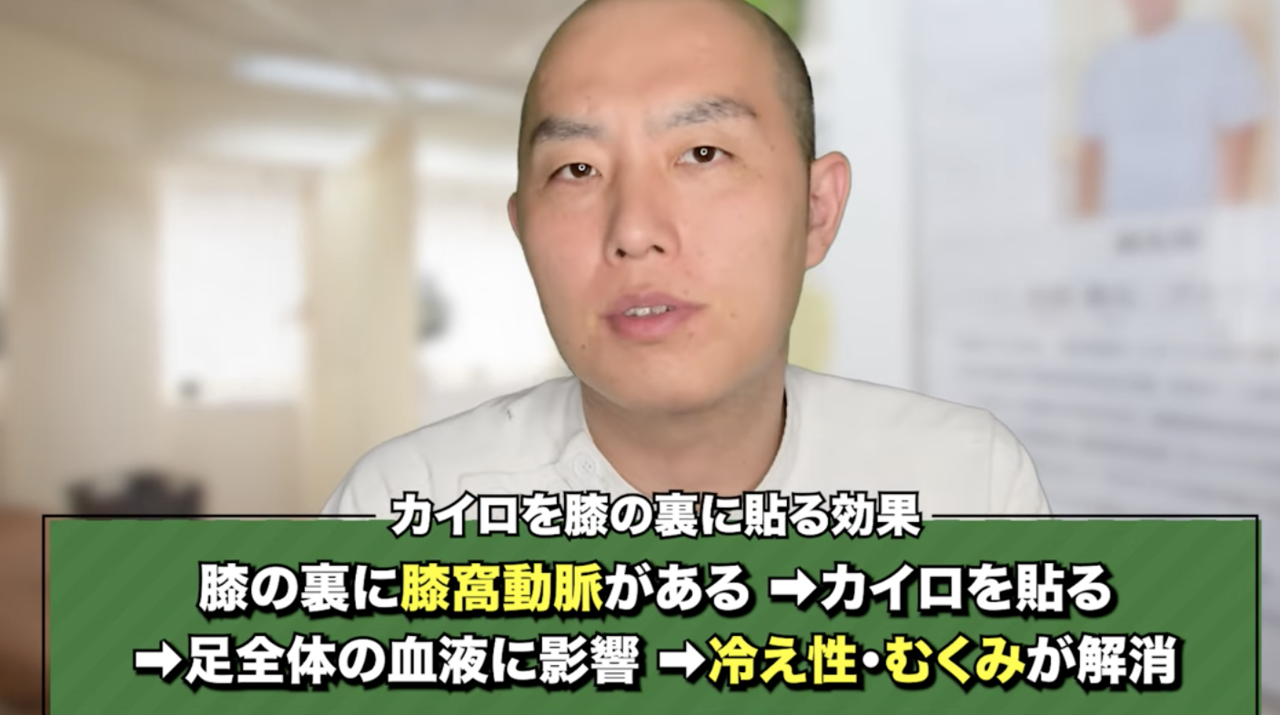 カイロを膝の裏に貼る効果
膝の裏に膝窩動脈がある ➡カイロを貼る
➡足全体の血液に影響 ➡冷え性・むくみが解消